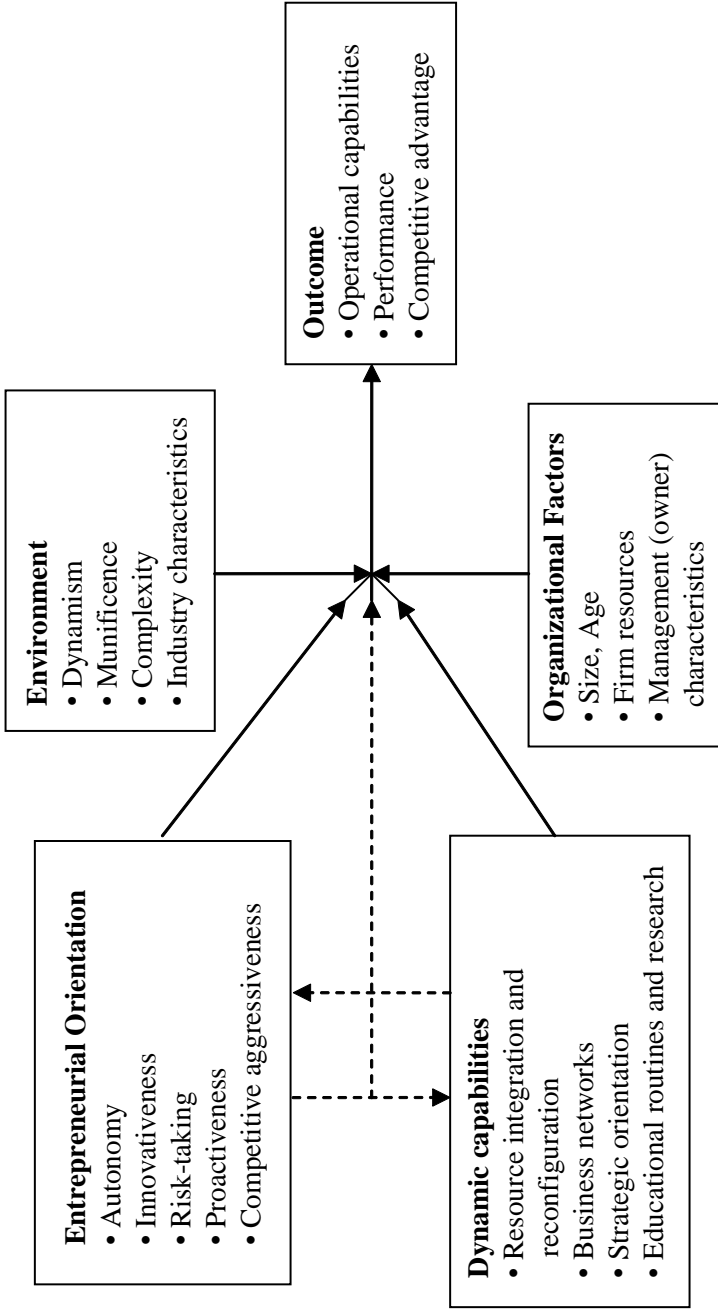 Entrepreneurial Orientation
• Autonomy
• Innovativeness
• Risk-taking
• Proactiveness
• Competitive aggressiveness
Dynamic capabilities
• Resource integration and
reconfiguration
• Business networks
• Strategic orientation
• Educational routines and research
Environment
• Dynamism
• Munificence
• Complexity
• Industry characteristics
Organizational Factors
• Size, Age
• Firm resources
• Management (owner)
characteristics
Outcome
• Operational capabilities
• Performance
• Competitive advantage